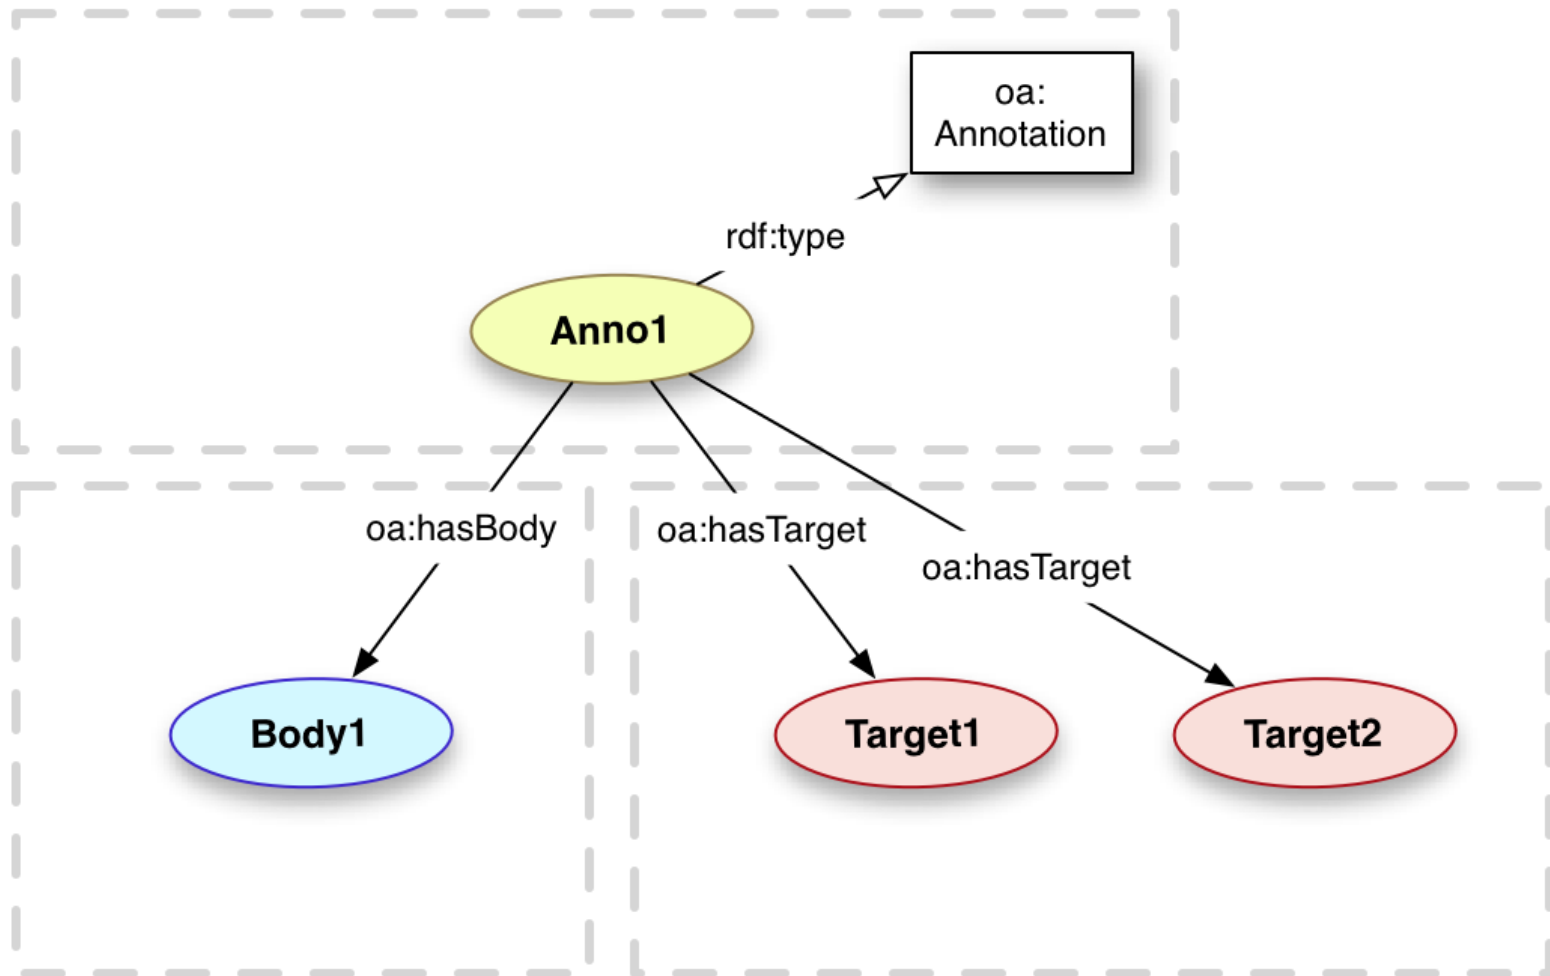 oa:
Annotation
rdf:type
Anno1
oa:hasBody
oa:hasTarget
oa:hasTarget
Body1
Target1
Target2